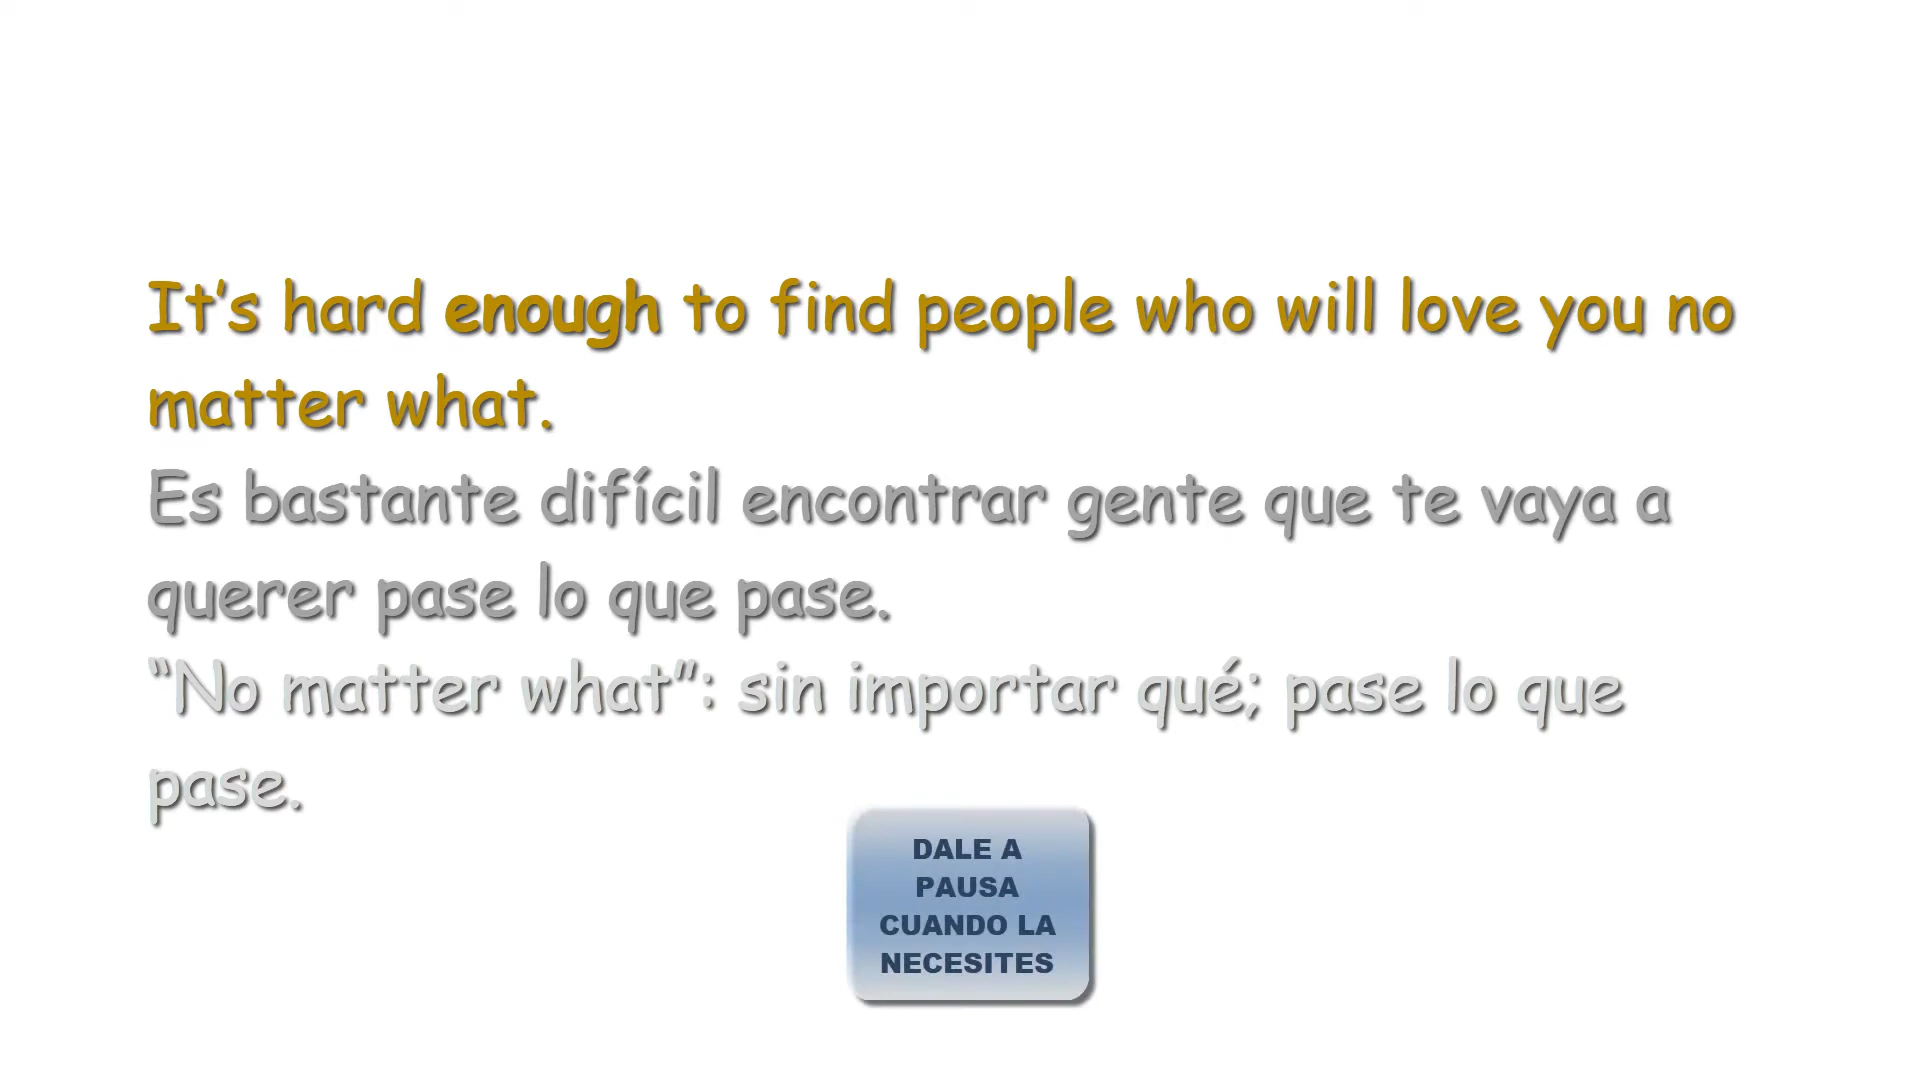 It’s hard enough to find people who will love you no
matter what.
Es bastante difícil encontrar gente que te vaya a
querer pase lo que pase.
“No matter what”: sin importar qué; pase lo que
pase.
DALE A
PAUSA
CUANDO LA
NECESITES